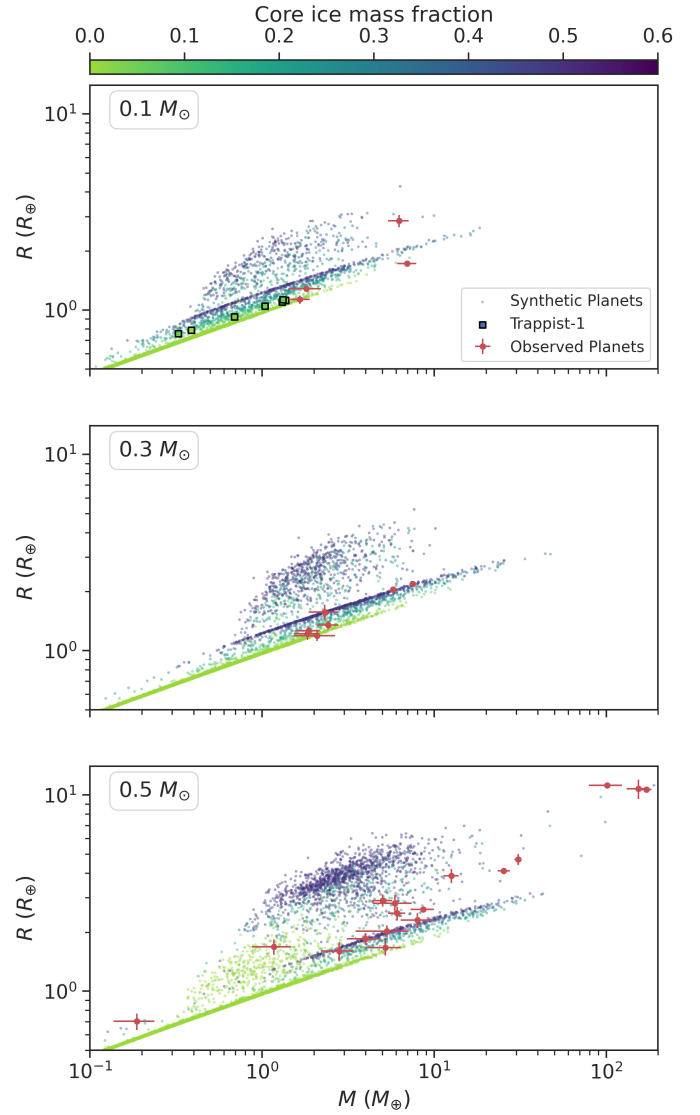 Core ice mass fraction
0.0 0.1 0.2 0.3 0.4 0.5 0.6
0.1 M⊙
10¹
R (R⊕)
10⁰
Synthetic Planets
Trappist-1
Observed Planets
0.3 M⊙
10¹
R (R⊕)
10⁰
0.5 M⊙
10¹
R (R⊕)
10⁰
10⁻¹ 10⁰ 10¹ 10²
M (M⊕)